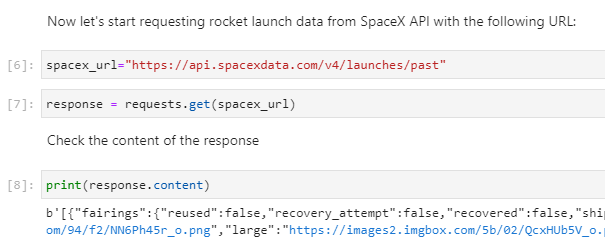 Now let's start requesting rocket launch data from SpaceX API with the following URL:
[6]: spacex_url="https://api.spacexdata.com/v4/launches/past"
[7]: response = requests.get(spacex_url)
Check the content of the response
[8]: print(response.content)
b'[{"fairings":{"reused":false,"recovery_attempt":false,"recovered":false,"ship
om/94/f2/NN6Ph45r_o.png","large":"https://images2.imgbox.com/5b/02/QcxHUb5V_o.p